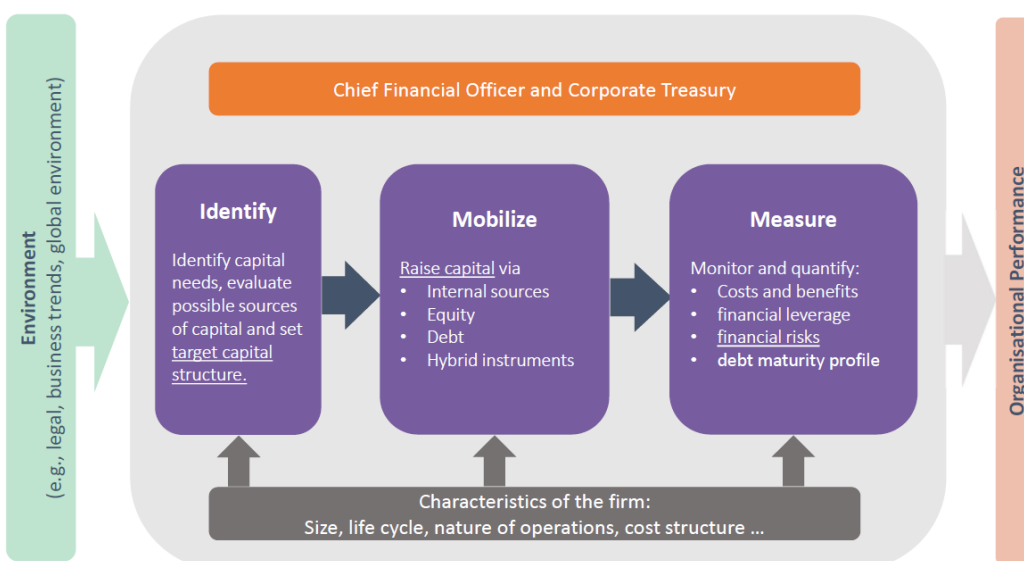 Environment
(e.g., legal, business trends, global environment)
Chief Financial Officer and Corporate Treasury
Identify
Identify capital
needs, evaluate
possible sources
of capital and set
target capital
structure.
Mobilize
Raise capital via
• Internal sources
• Equity
• Debt
• Hybrid instruments
Measure
Monitor and quantify:
• Costs and benefits
• financial leverage
• financial risks
• debt maturity profile
Characteristics of the firm:
Size, life cycle, nature of operations, cost structure ...
Organisational Performance